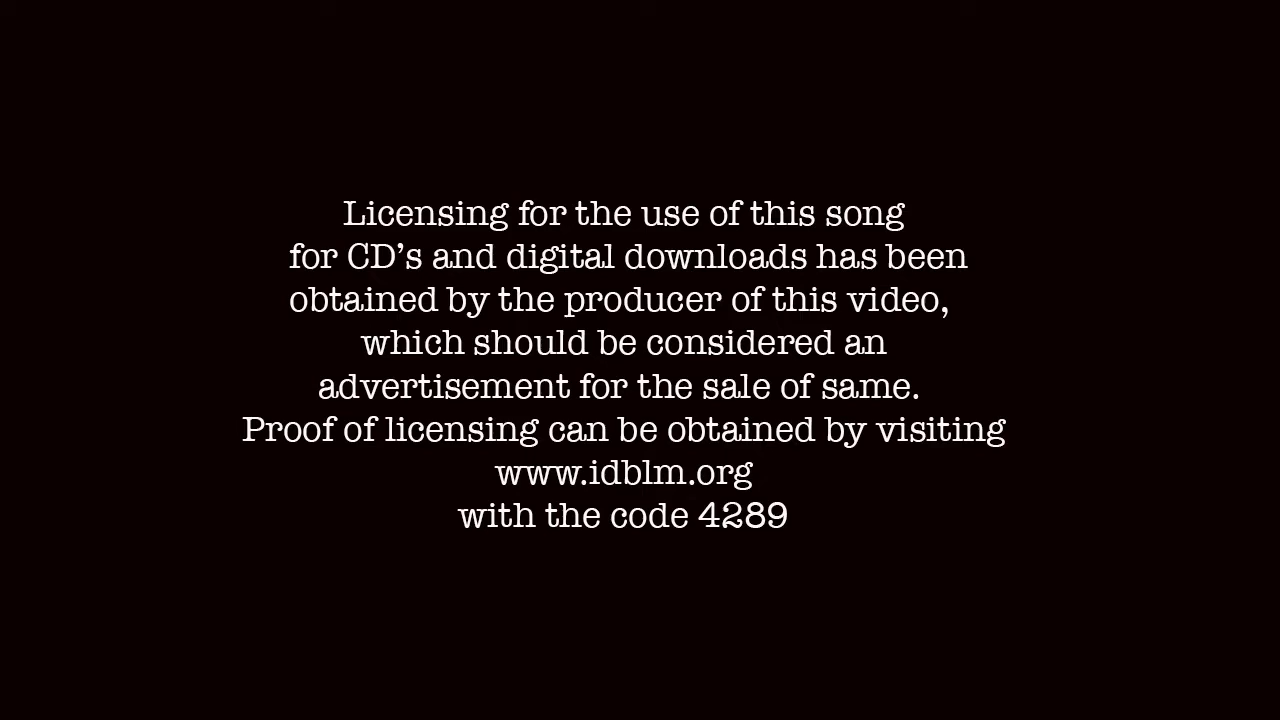 Licensing for the use of this song
for CD’s and digital downloads has been
obtained by the producer of this video,
which should be considered an
advertisement for the sale of same.
Proof of licensing can be obtained by visiting
www.idblm.org
with the code 4289